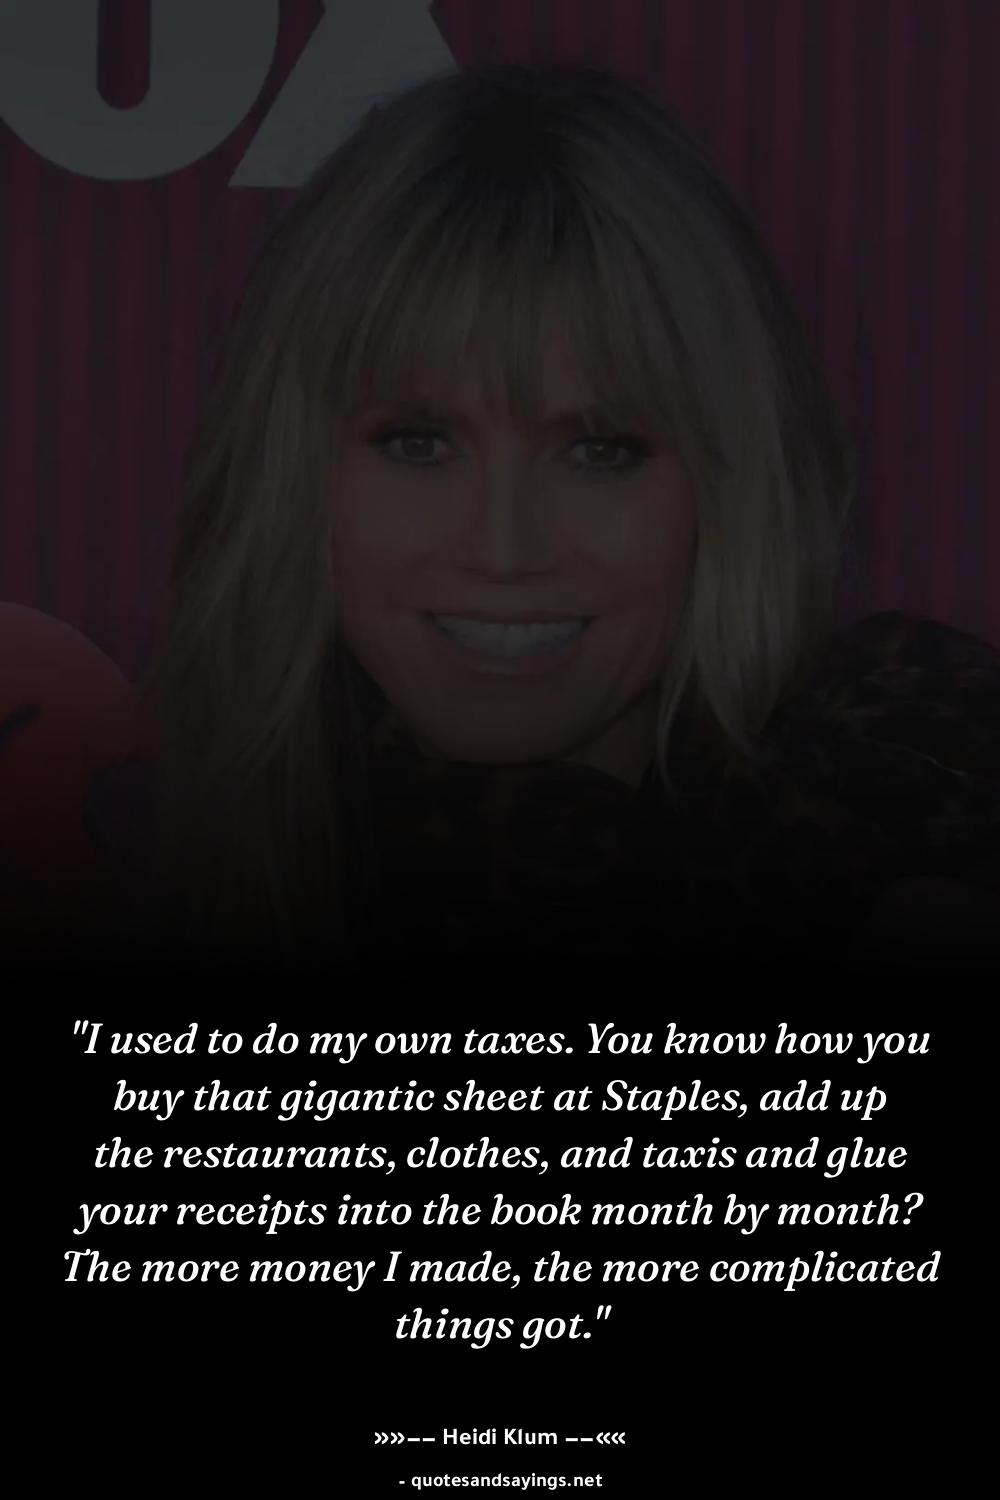 OX
"I used to do my own taxes. You know how you
buy that gigantic sheet at Staples, add up
the restaurants, clothes, and taxis and glue
your receipts into the book month by month?
The more money I made, the more complicated
things got."
»»−− Heidi Klum −−««
- quotesandsayings.net